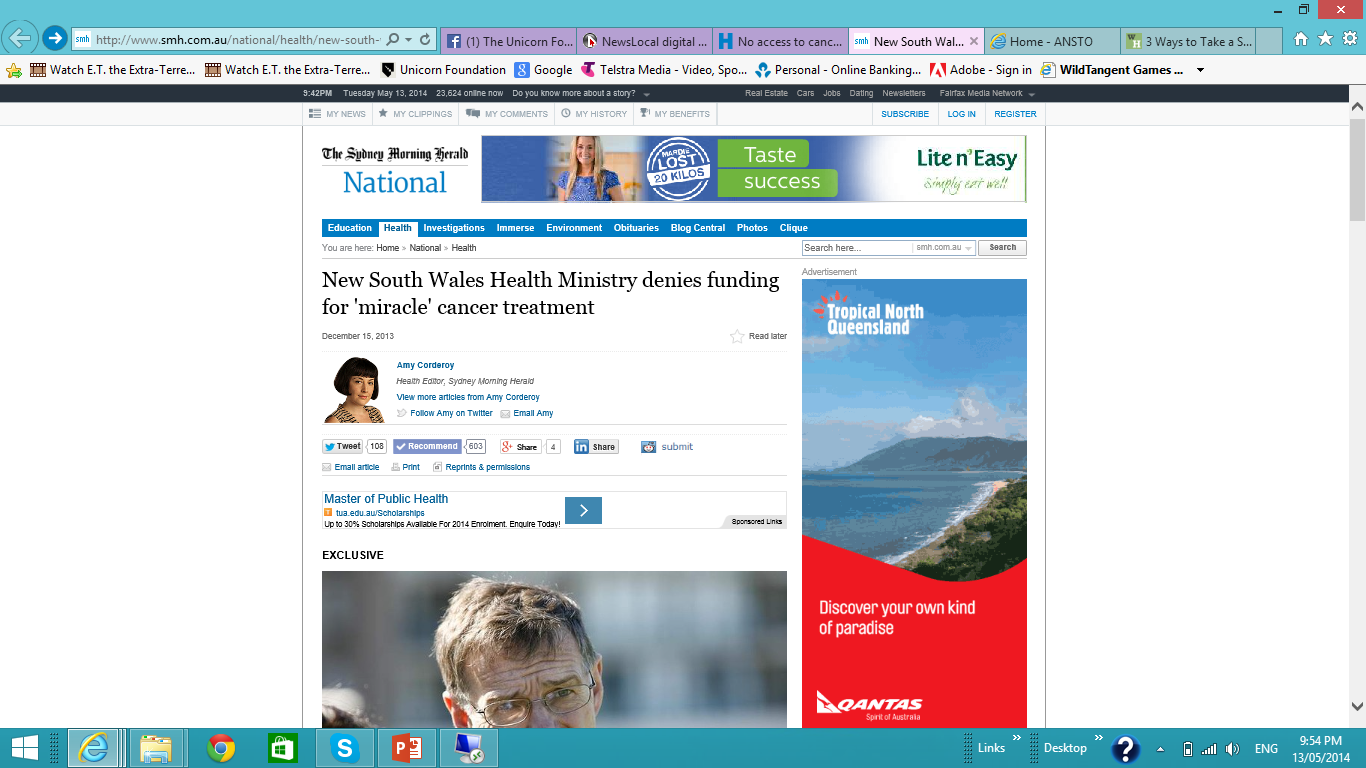 smh http://www.smh.com.au/national/health/new-south-
(1) The Unicorn Fo...
NewsLocal digital ...
No access to canc...
smh New South Wal...
Home - ANSTO
3 Ways to Take a S...
Watch E.T. the Extra-Terre...
Watch E.T. the Extra-Terre...
Unicorn Foundation
Google
Telstra Media - Video, Spo...
Personal - Online Banking...
Adobe - Sign in
WildTangent Games ...
9:42PM Tuesday May 13, 2014 23,624 online now Do you know more about a story?
Real Estate Cars Jobs Dating Newsletters Fairfax Media Network
MY NEWS MY CLIPPINGS MY COMMENTS MY HISTORY MY BENEFITS
SUBSCRIBE LOG IN REGISTER
The Sydney Morning Herald
National
MARDIE
LOST
20 KILOS
Taste
success
Lite n' Easy
Simply eat well
Education Health Investigations Immerse Environment Obituaries Blog Central Photos Clique
You are here: Home » National » Health
Search here... smh.com.au Search
New South Wales Health Ministry denies funding
for 'miracle' cancer treatment
December 15, 2013
Read later
Amy Corderoy
Health Editor, Sydney Morning Herald
View more articles from Amy Corderoy
Follow Amy on Twitter Email Amy
Tweet 108 Recommend 603 Share 4 Share submit
Email article Print Reprints & permissions
Master of Public Health
tua.edu.au/Scholarships
Up to 30% Scholarships Available For 2014 Enrolment. Enquire Today!
Sponsored Links
EXCLUSIVE
Advertisement
Tropical North
Queensland
Discover your own kind
of paradise
QANTAS
Spirit of Australia
Links
Desktop
ENG
9:54 PM
13/05/2014